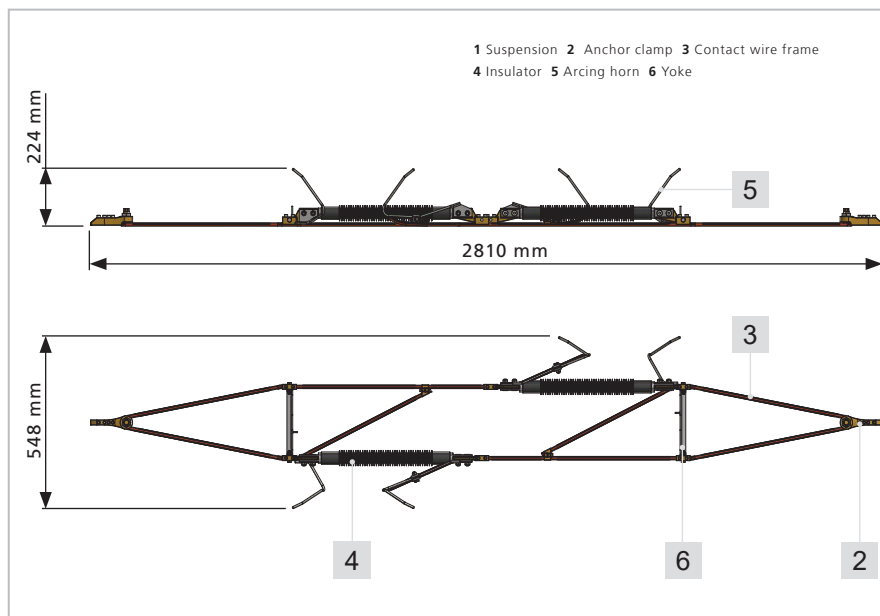 1 Suspension 2 Anchor clamp 3 Contact wire frame
4 Insulator 5 Arcing horn 6 Yoke
224 mm
5
2810 mm
3
548 mm
4
6
2